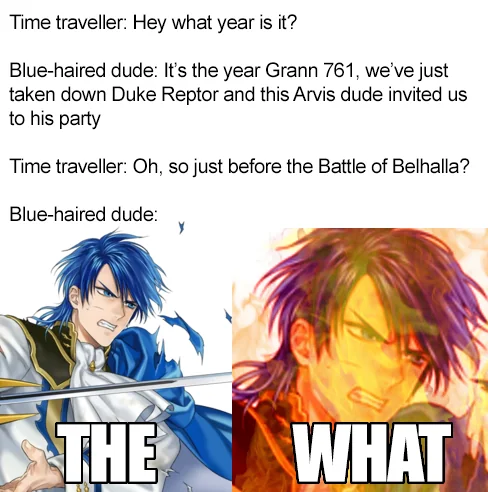 Time traveller: Hey what year is it?
Blue-haired dude: It's the year Grann 761, we've just
taken down Duke Reptor and this Arvis dude invited us
to his party
Time traveller: Oh, so just before the Battle of Belhalla?
Blue-haired dude:
THE WHAT